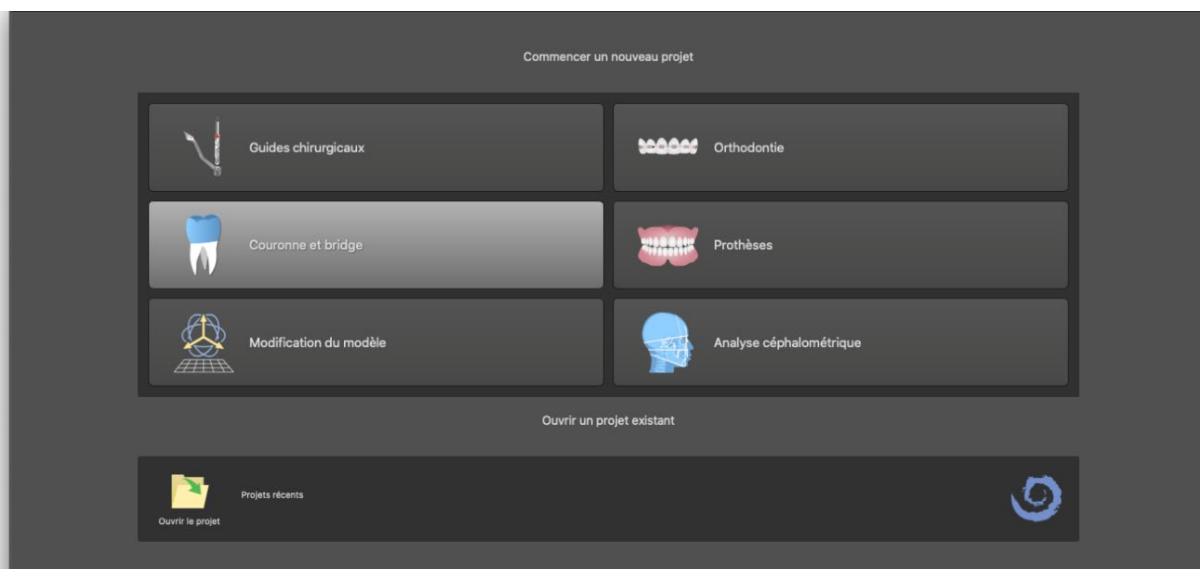 Commencer un nouveau projet
Guides chirurgicaux
Orthodontie
Couronne et bridge
Prothèses
Modification du modèle
Analyse céphalométrique
Ouvrir un projet existant
Projets récents
Ouvrir le projet